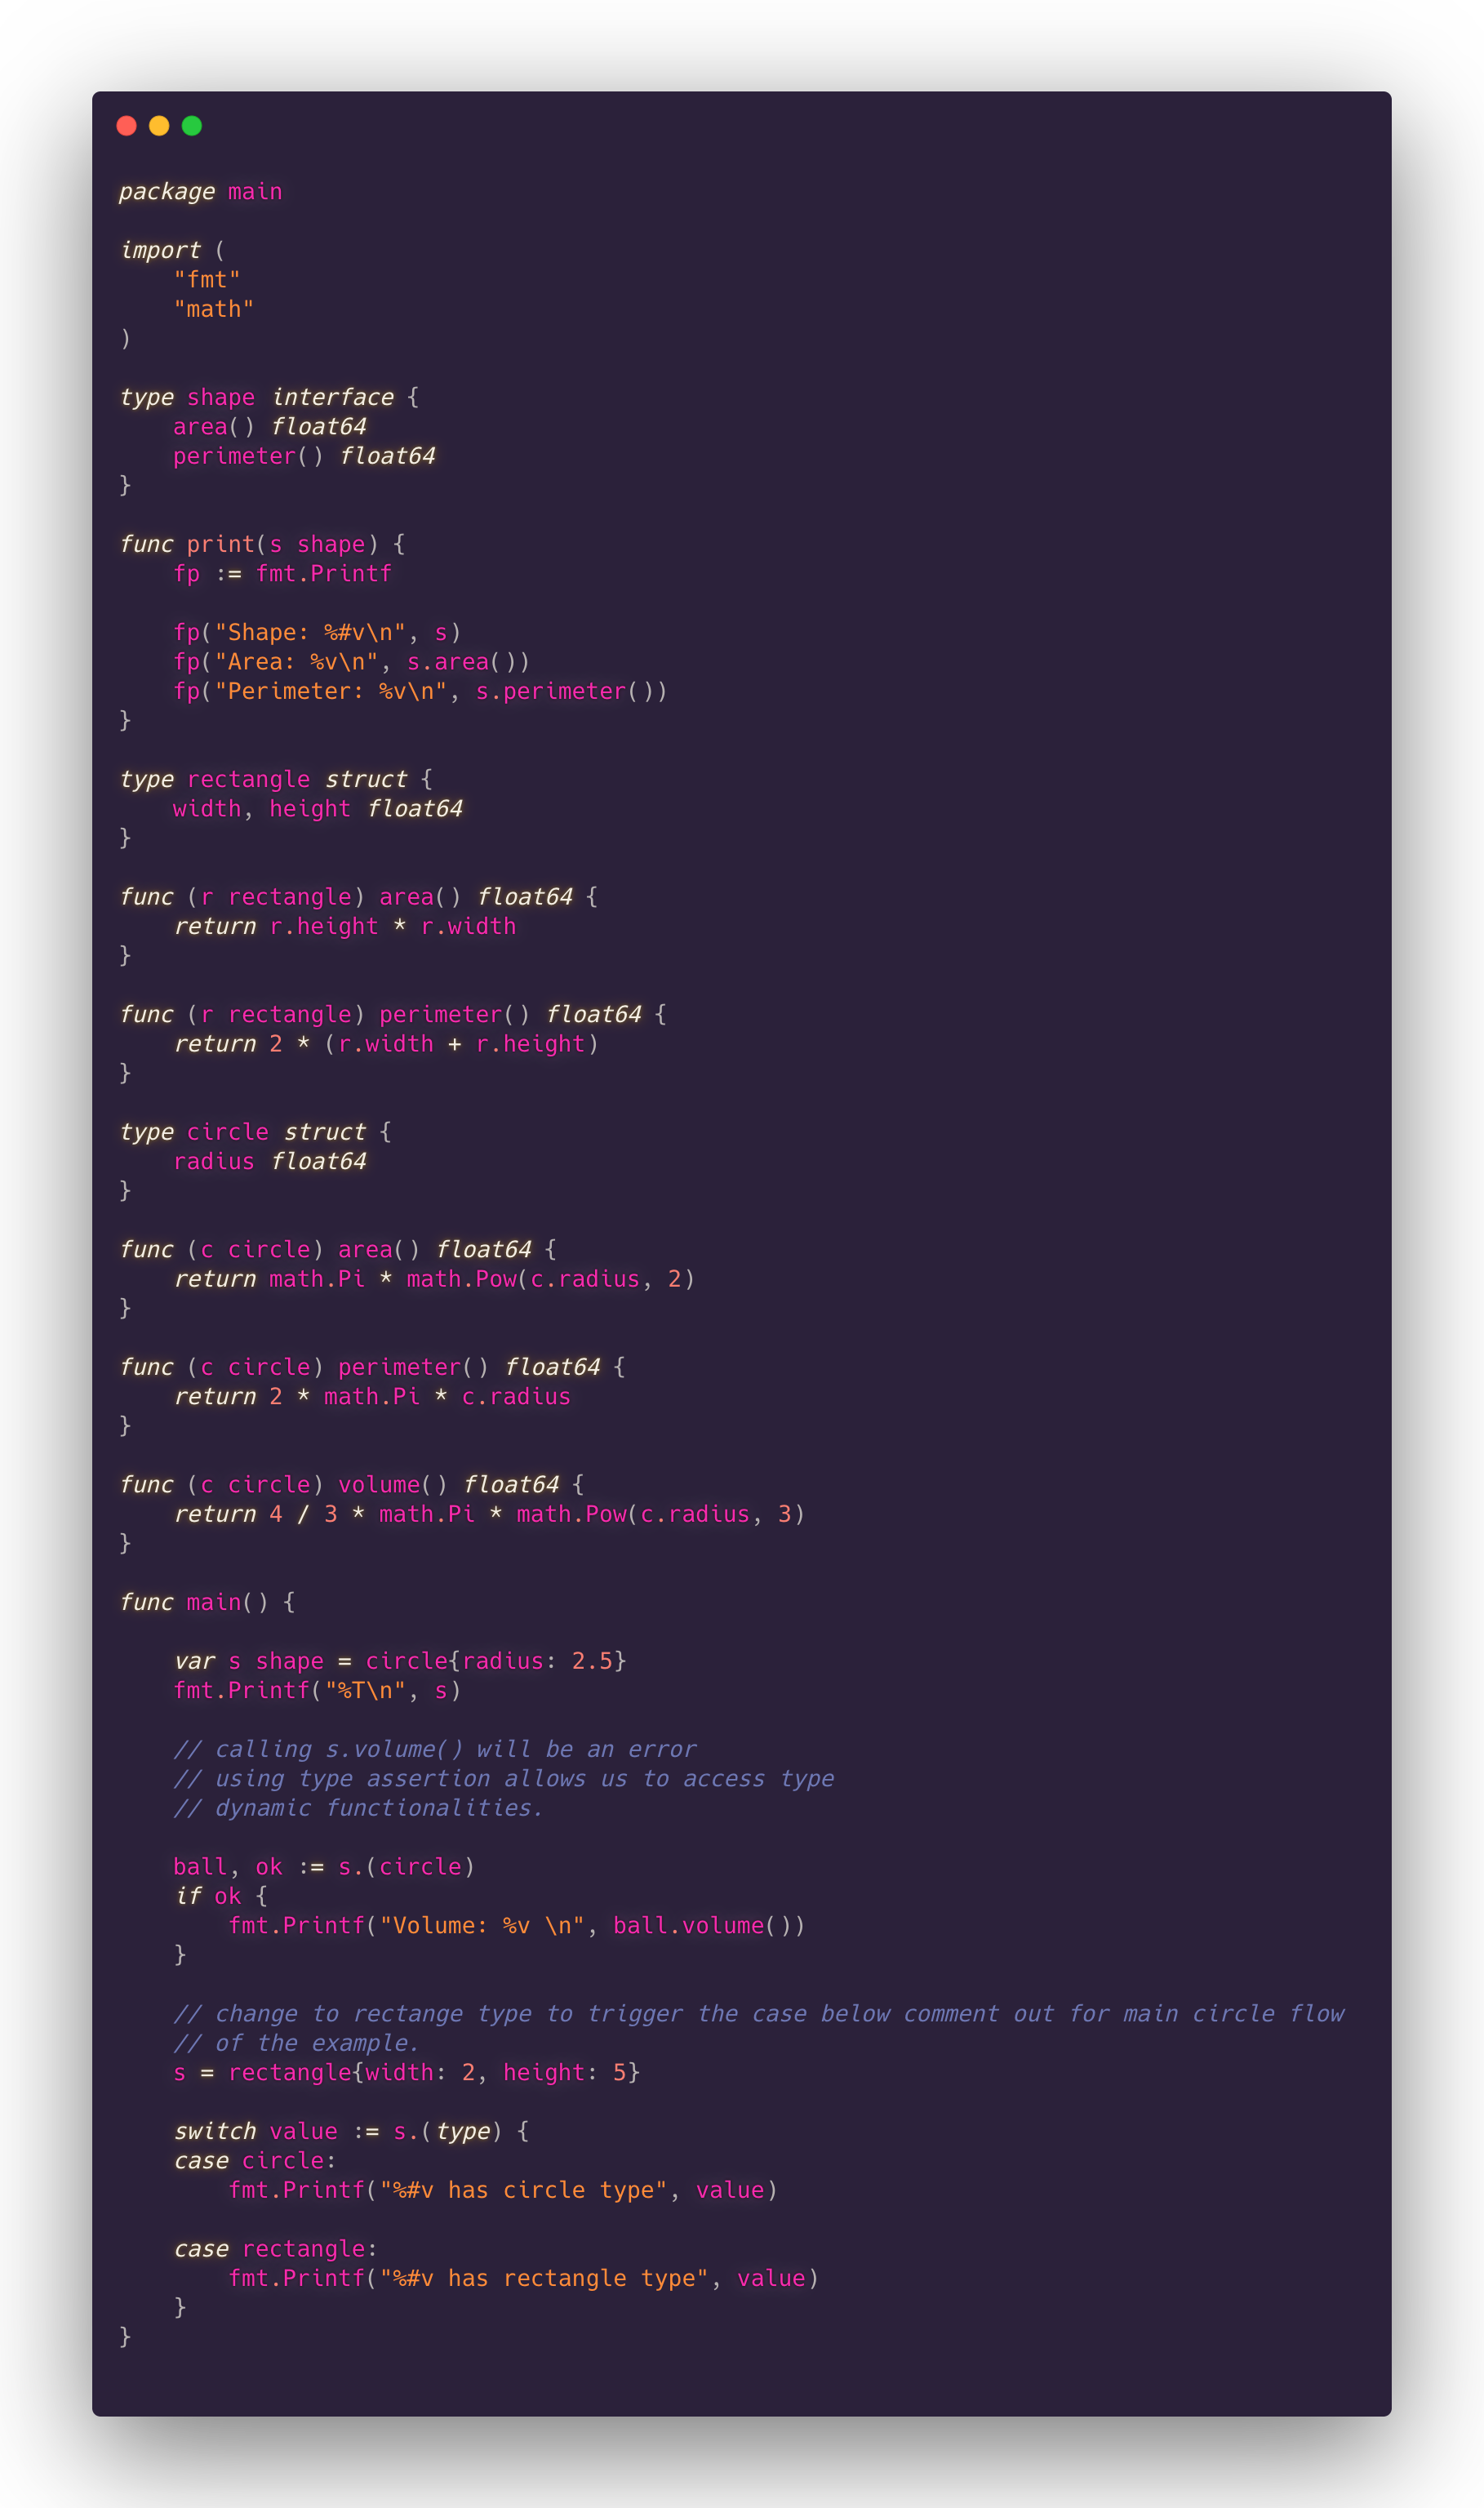 package main

import (
    "fmt"
    "math"
)

type shape interface {
    area() float64
    perimeter() float64
}

func print(s shape) {
    fp := fmt.Printf

    fp("Shape: %#v\n", s)
    fp("Area: %v\n", s.area())
    fp("Perimeter: %v\n", s.perimeter())
}

type rectangle struct {
    width, height float64
}

func (r rectangle) area() float64 {
    return r.height * r.width
}

func (r rectangle) perimeter() float64 {
    return 2 * (r.width + r.height)
}

type circle struct {
    radius float64
}

func (c circle) area() float64 {
    return math.Pi * math.Pow(c.radius, 2)
}

func (c circle) perimeter() float64 {
    return 2 * math.Pi * c.radius
}

func (c circle) volume() float64 {
    return 4 / 3 * math.Pi * math.Pow(c.radius, 3)
}

func main() {

    var s shape = circle{radius: 2.5}
    fmt.Printf("%T\n", s)

    // calling s.volume() will be an error
    // using type assertion allows us to access type
    // dynamic functionalities.

    ball, ok := s.(circle)
    if ok {
        fmt.Printf("Volume: %v \n", ball.volume())
    }

    // change to rectange type to trigger the case below comment out for main circle flow
    // of the example.
    s = rectangle{width: 2, height: 5}

    switch value := s.(type) {
    case circle:
        fmt.Printf("%#v has circle type", value)

    case rectangle:
        fmt.Printf("%#v has rectangle type", value)
    }
}